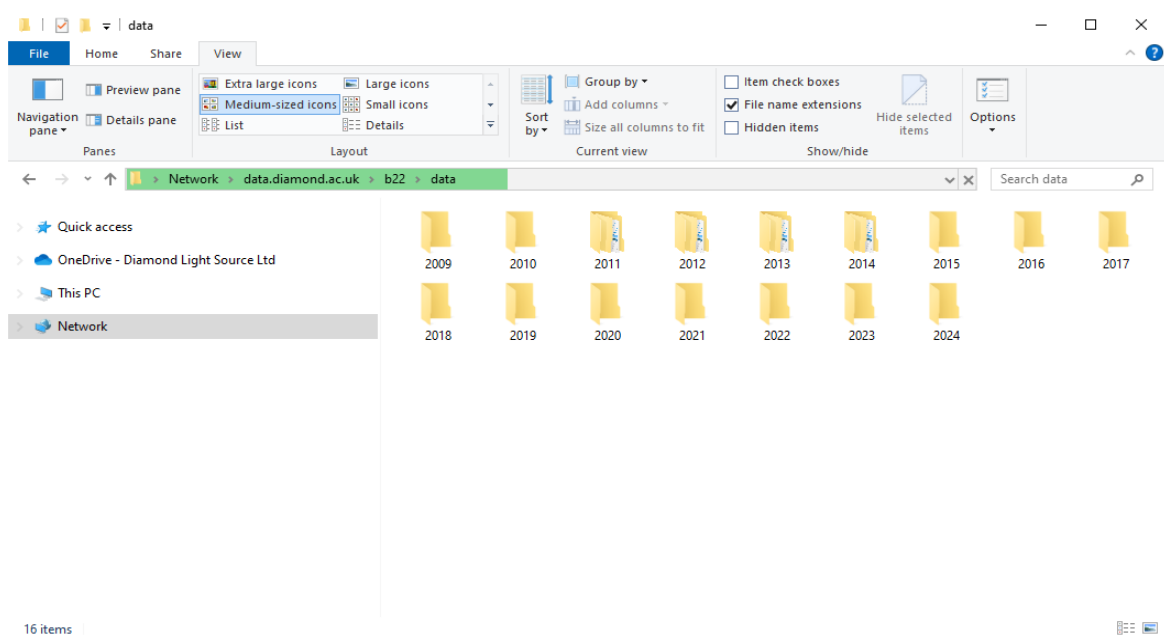 data
File Home Share View
Navigation pane
Preview pane
Details pane
Panes
Extra large icons Large icons
Medium-sized icons Small icons
List Details
Layout
Sort by
Group by
Add columns
Size all columns to fit
Current view
Item check boxes
File name extensions
Hidden items
Hide selected items
Show/hide
Options
Network > data.diamond.ac.uk > b22 > data
Search data
Quick access
OneDrive - Diamond Light Source Ltd
This PC
Network
2009 2010 2011 2012 2013 2014 2015 2016 2017
2018 2019 2020 2021 2022 2023 2024
16 items